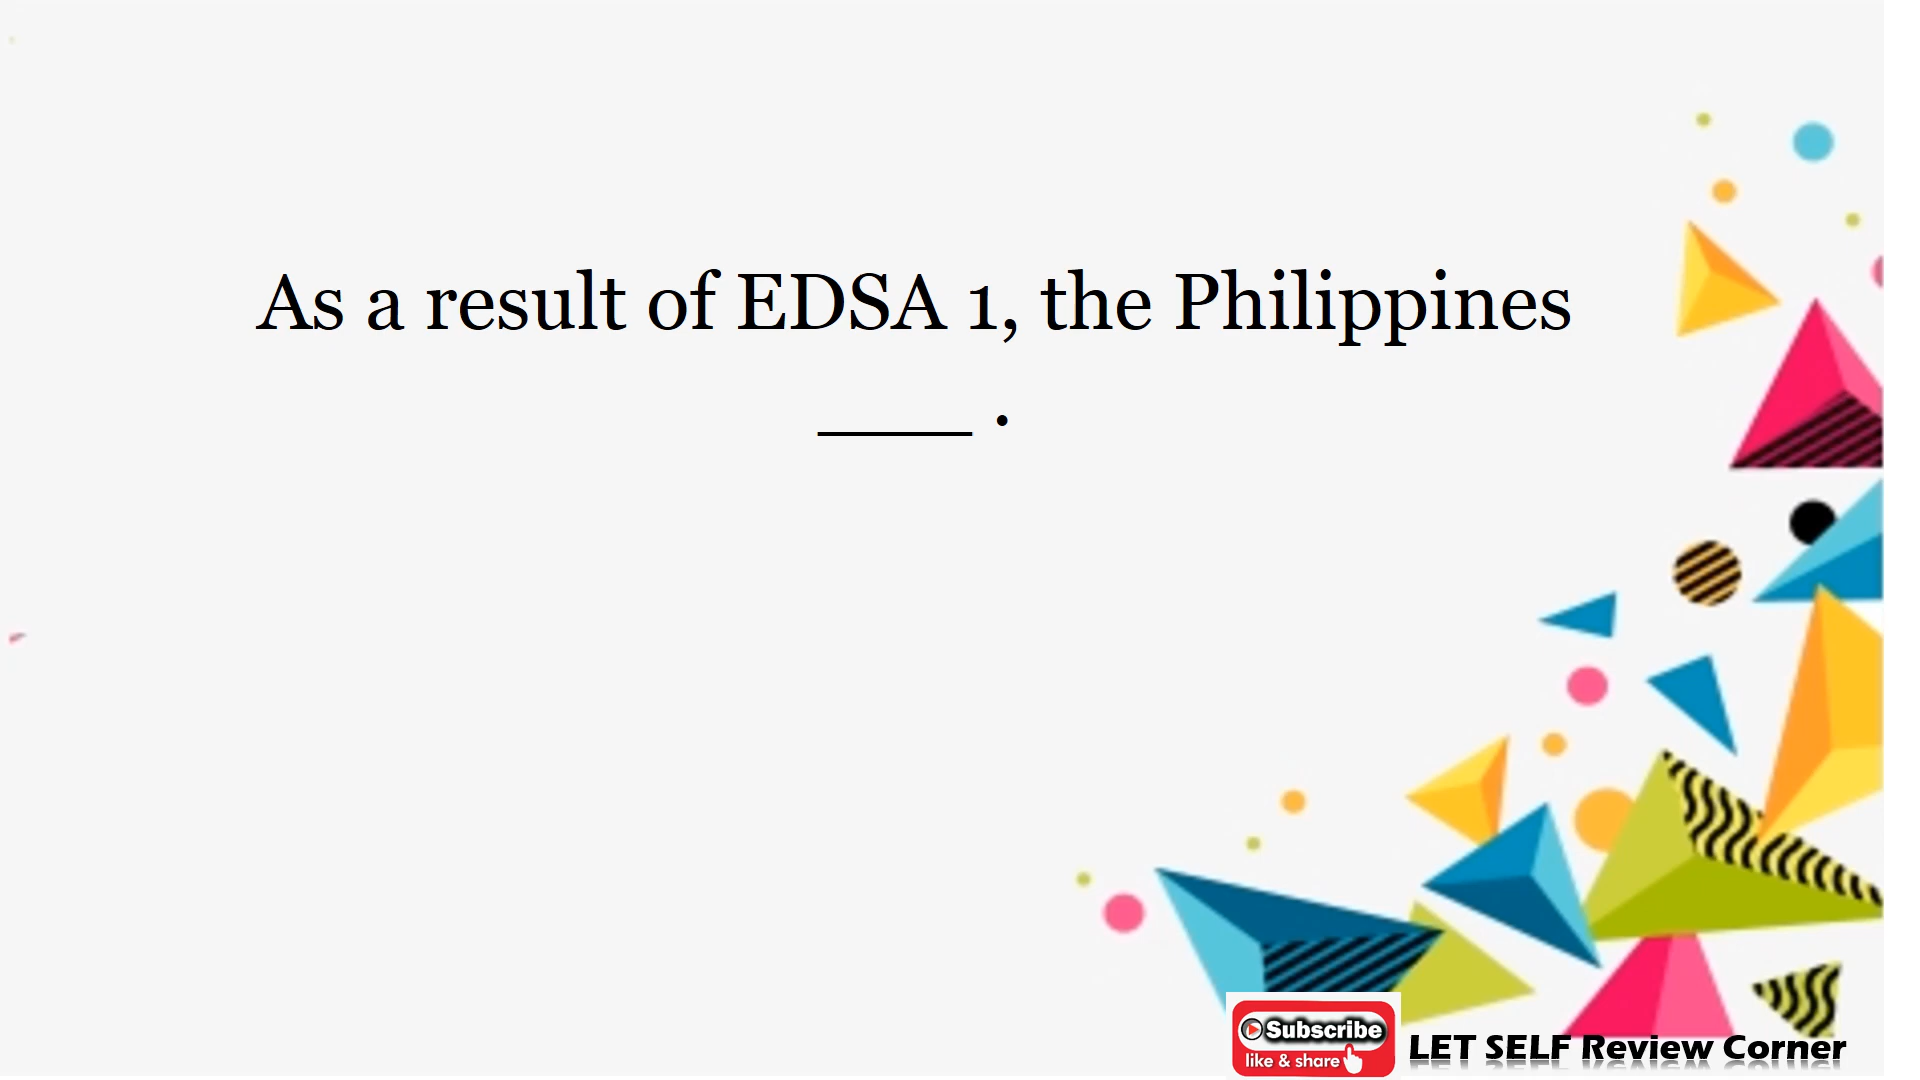 As a result of EDSA 1, the Philippines
____ .
Subscribe
like & share
LET SELF Review Corner